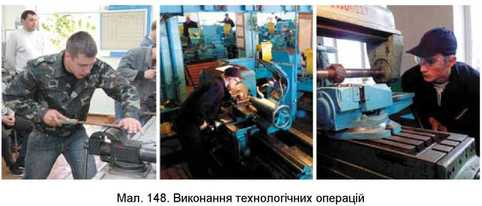 Мал. 148. Виконання технологічних операцій